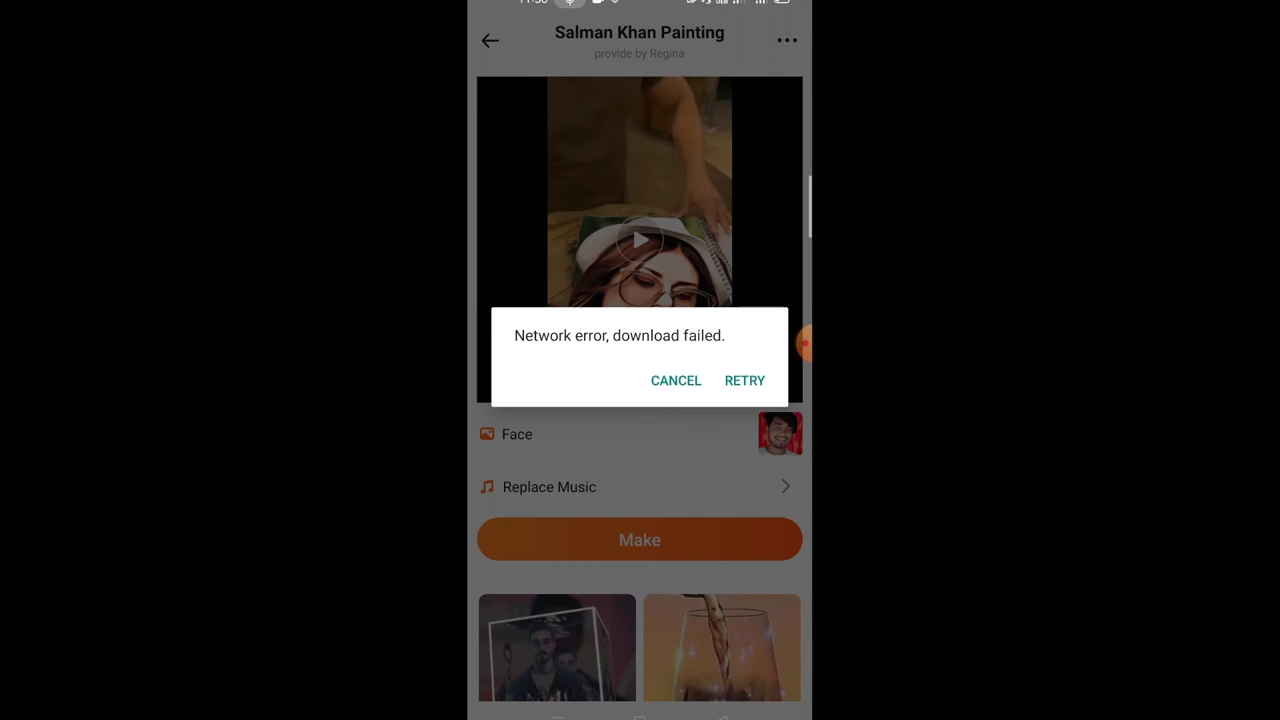 Salman Khan Painting
provide by Regina
Network error, download failed.
CANCEL RETRY
Face
Replace Music
Make